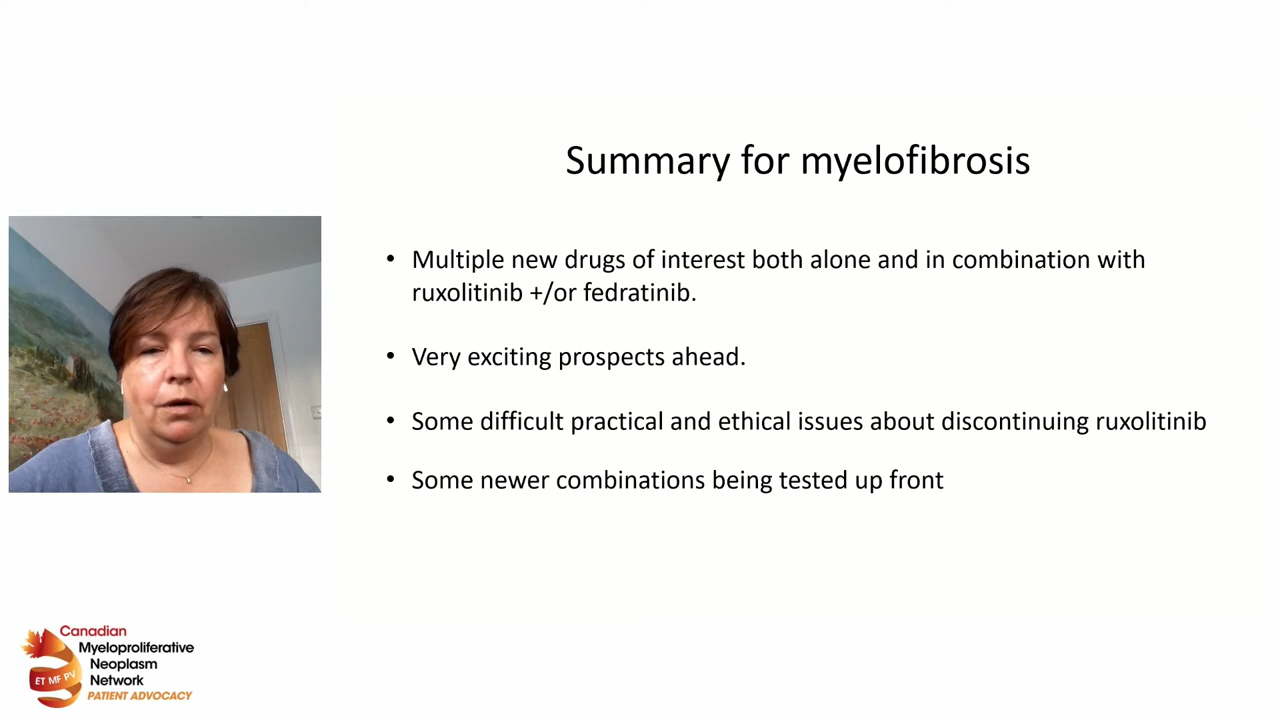 Summary for myelofibrosis
• Multiple new drugs of interest both alone and in combination with
ruxolitinib +/or fedratinib.
• Very exciting prospects ahead.
• Some difficult practical and ethical issues about discontinuing ruxolitinib
• Some newer combinations being tested up front
Canadian
Myeloproliferative
Neoplasm
Network
PATIENT ADVOCACY
ET MF PV